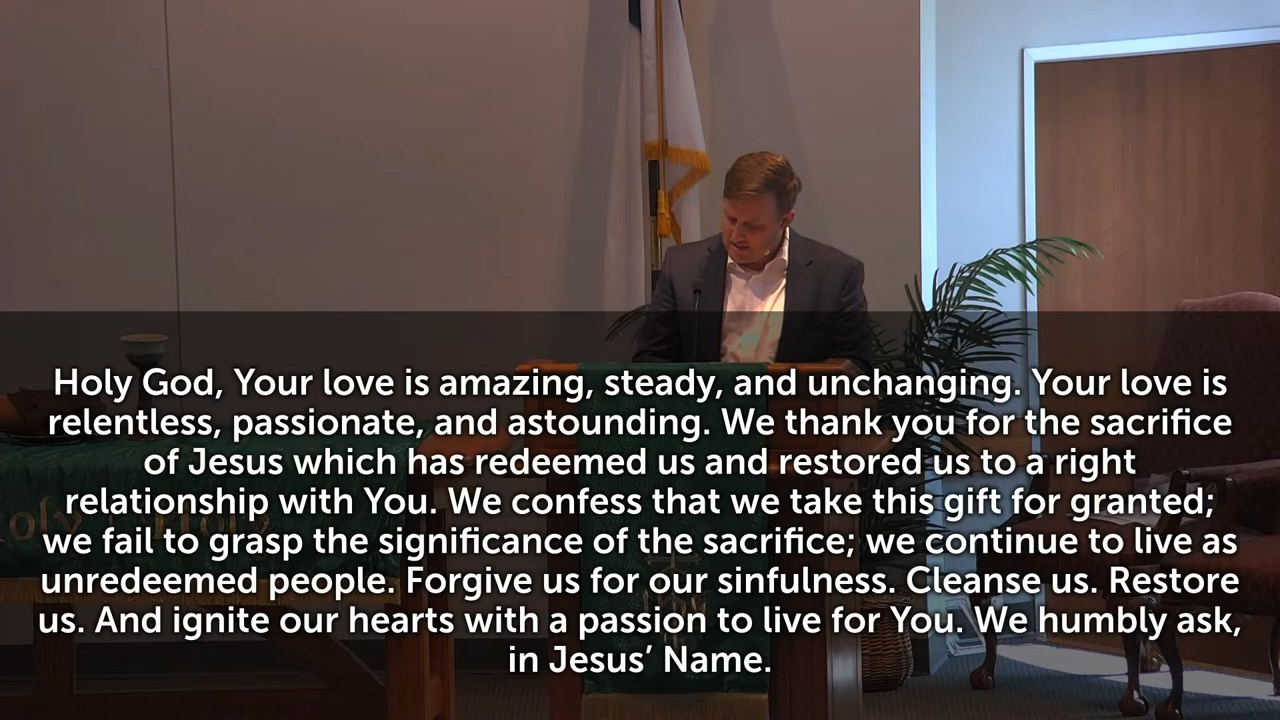 Holy God, Your love is amazing, steady, and unchanging. Your love is
relentless, passionate, and astounding. We thank you for the sacrifice
of Jesus which has redeemed us and restored us to a right
relationship with You. We confess that we take this gift for granted;
we fail to grasp the significance of the sacrifice; we continue to live as
unredeemed people. Forgive us for our sinfulness. Cleanse us. Restore
us. And ignite our hearts with a passion to live for You. We humbly ask,
in Jesus’ Name.